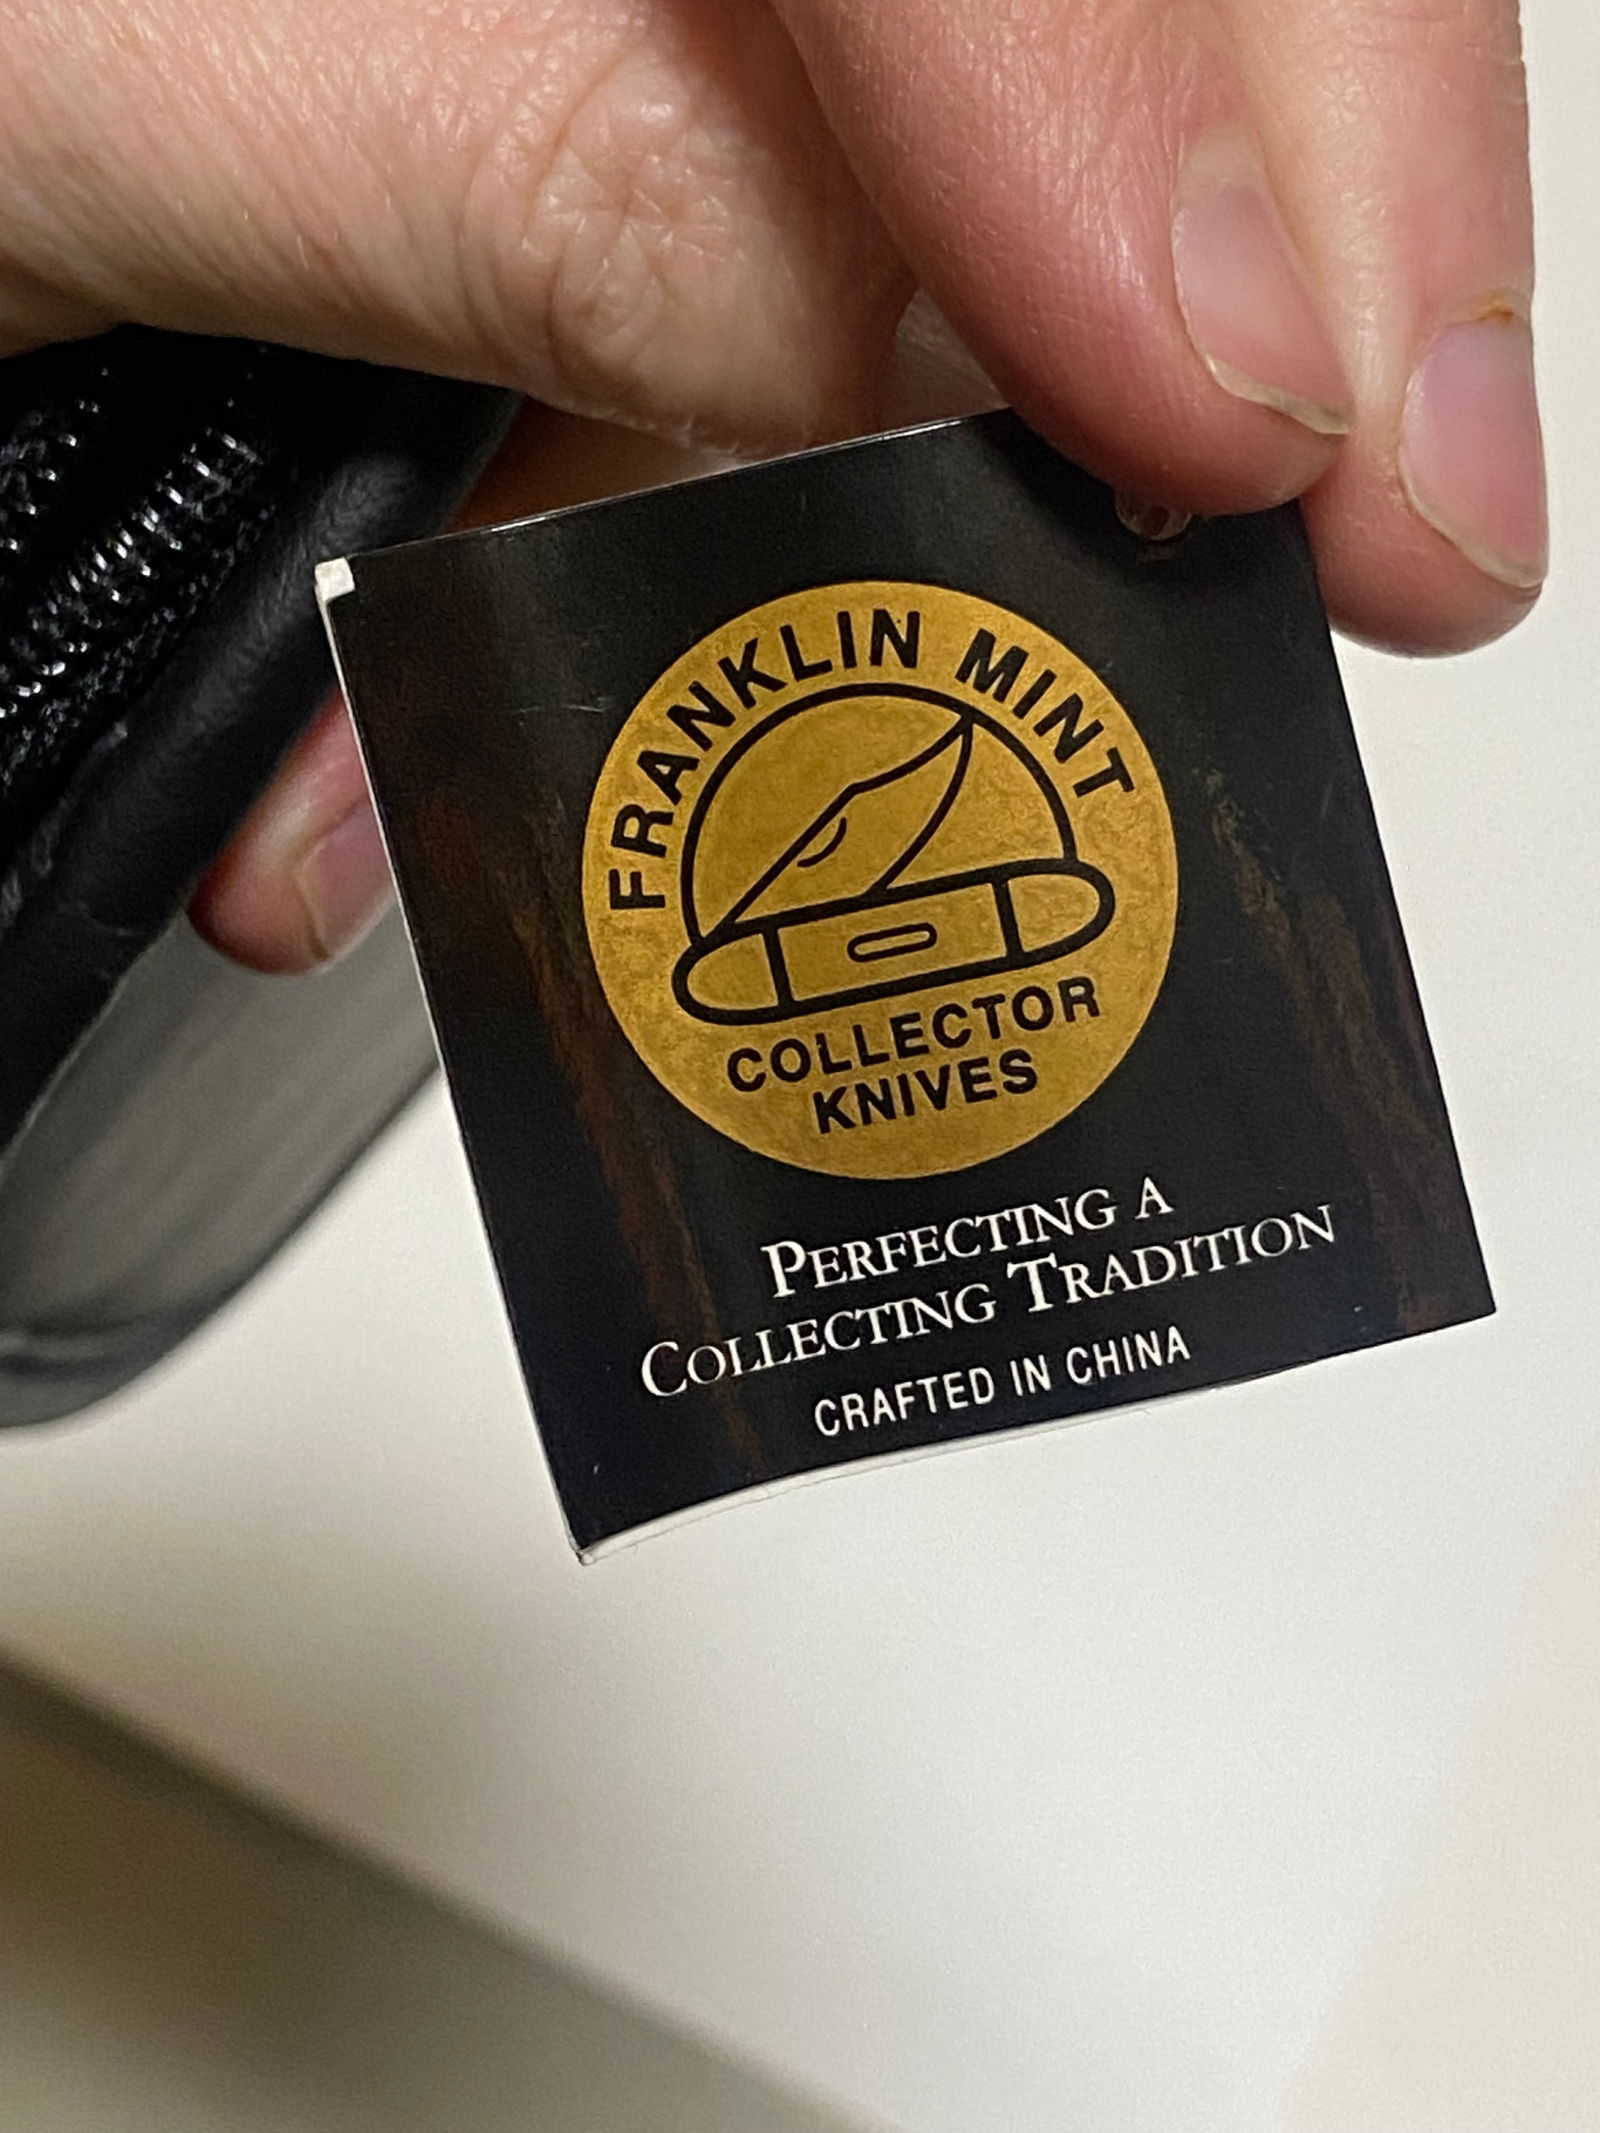 FRANKLIN MINT
COLLECTOR
KNIVES
PERFECTING A
COLLECTING TRADITION
CRAFTED IN CHINA